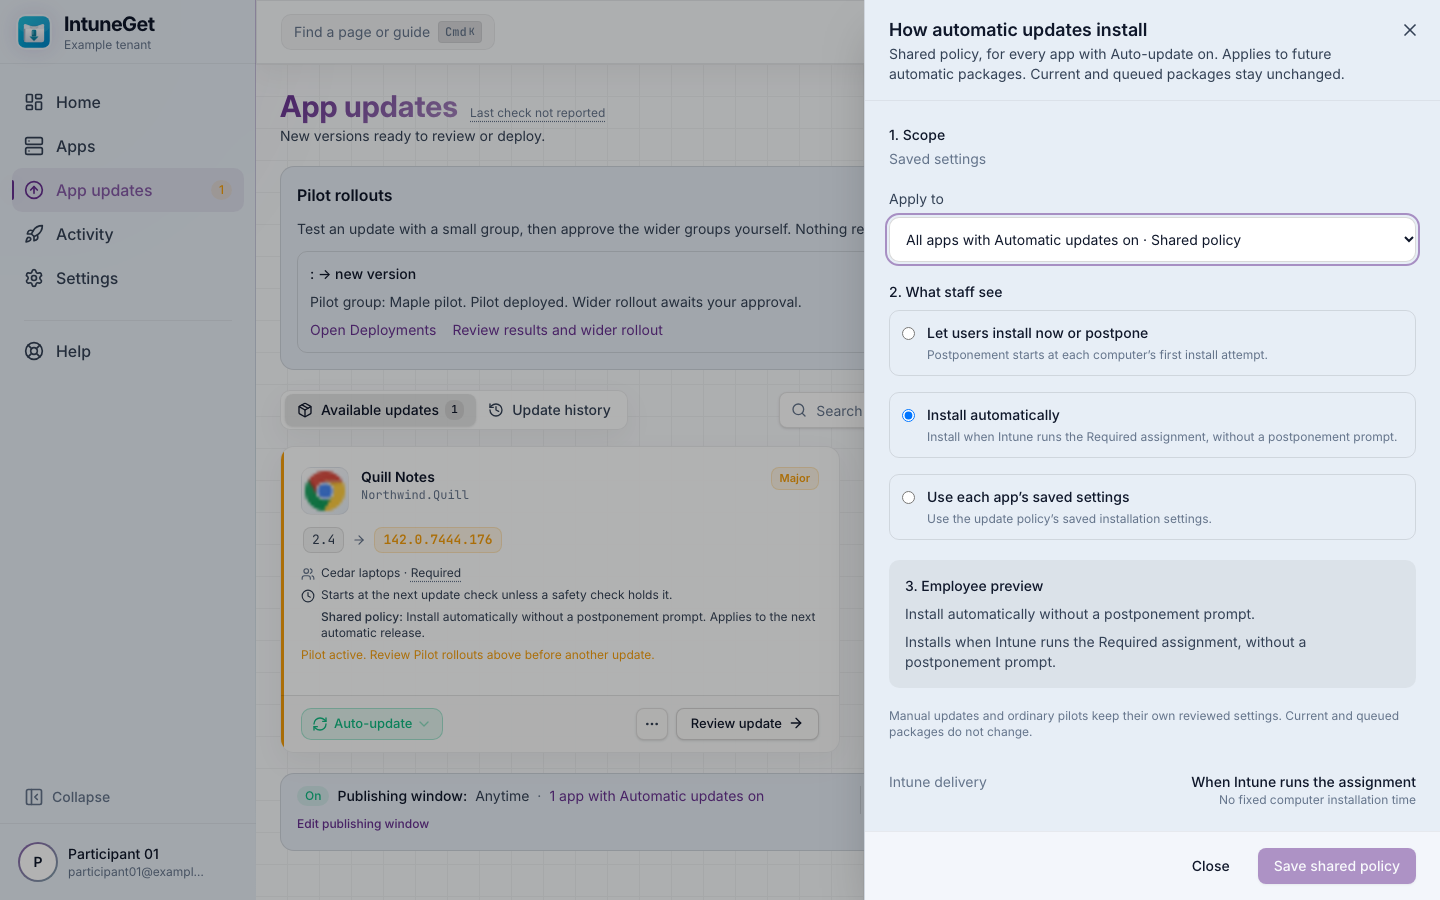 IntuneGet
Example tenant
Home
Apps
App updates 1
Activity
Settings
Help
Collapse
P
Participant 01
participant01@exampl...
Find a page or guide Cmd K
App updates Last check not reported
New versions ready to review or deploy.
Pilot rollouts
Test an update with a small group, then approve the wider groups yourself. Nothing re
: → new version
Pilot group: Maple pilot. Pilot deployed. Wider rollout awaits your approval.
Open Deployments Review results and wider rollout
Available updates 1 Update history Search
Quill Notes Major
Northwind.Quill
2.4 → 142.0.7444.176
Cedar laptops · Required
Starts at the next update check unless a safety check holds it.
Shared policy: Install automatically without a postponement prompt. Applies to the next
automatic release.
Pilot active. Review Pilot rollouts above before another update.
Auto-update ... Review update →
On Publishing window: Anytime · 1 app with Automatic updates on
Edit publishing window
How automatic updates install
Shared policy, for every app with Auto-update on. Applies to future
automatic packages. Current and queued packages stay unchanged.
1. Scope
Saved settings
Apply to
All apps with Automatic updates on · Shared policy
2. What staff see
Let users install now or postpone
Postponement starts at each computer’s first install attempt.
Install automatically
Install when Intune runs the Required assignment, without a postponement prompt.
Use each app’s saved settings
Use the update policy’s saved installation settings.
3. Employee preview
Install automatically without a postponement prompt.
Installs when Intune runs the Required assignment, without a
postponement prompt.
Manual updates and ordinary pilots keep their own reviewed settings. Current and queued
packages do not change.
Intune delivery When Intune runs the assignment
No fixed computer installation time
Close Save shared policy